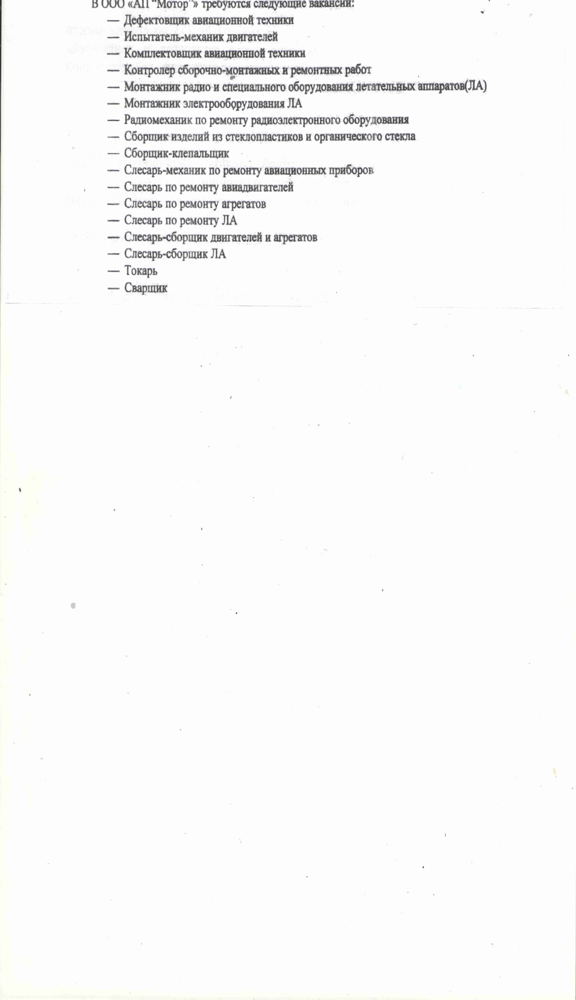 В ООО «АП “Мотор”» требуются следующие вакансии:
— Дефектовщик авиационной техники
— Испытатель-механик двигателей
— Комплектовщик авиационной техники
— Контролер сборочно-монтажных и ремонтных работ
— Монтажник радио и специального оборудования летательных аппаратов(ЛА)
— Монтажник электрооборудования ЛА
— Радиомеханик по ремонту радиоэлектронного оборудования
— Сборщик изделий из стеклопластиков и органического стекла
— Сборщик-клепальщик
— Слесарь-механик по ремонту авиационных приборов
— Слесарь по ремонту авиадвигателей
— Слесарь по ремонту агрегатов
— Слесарь по ремонту ЛА
— Слесарь-сборщик двигателей и агрегатов
— Слесарь-сборщик ЛА
— Токарь
— Сварщик